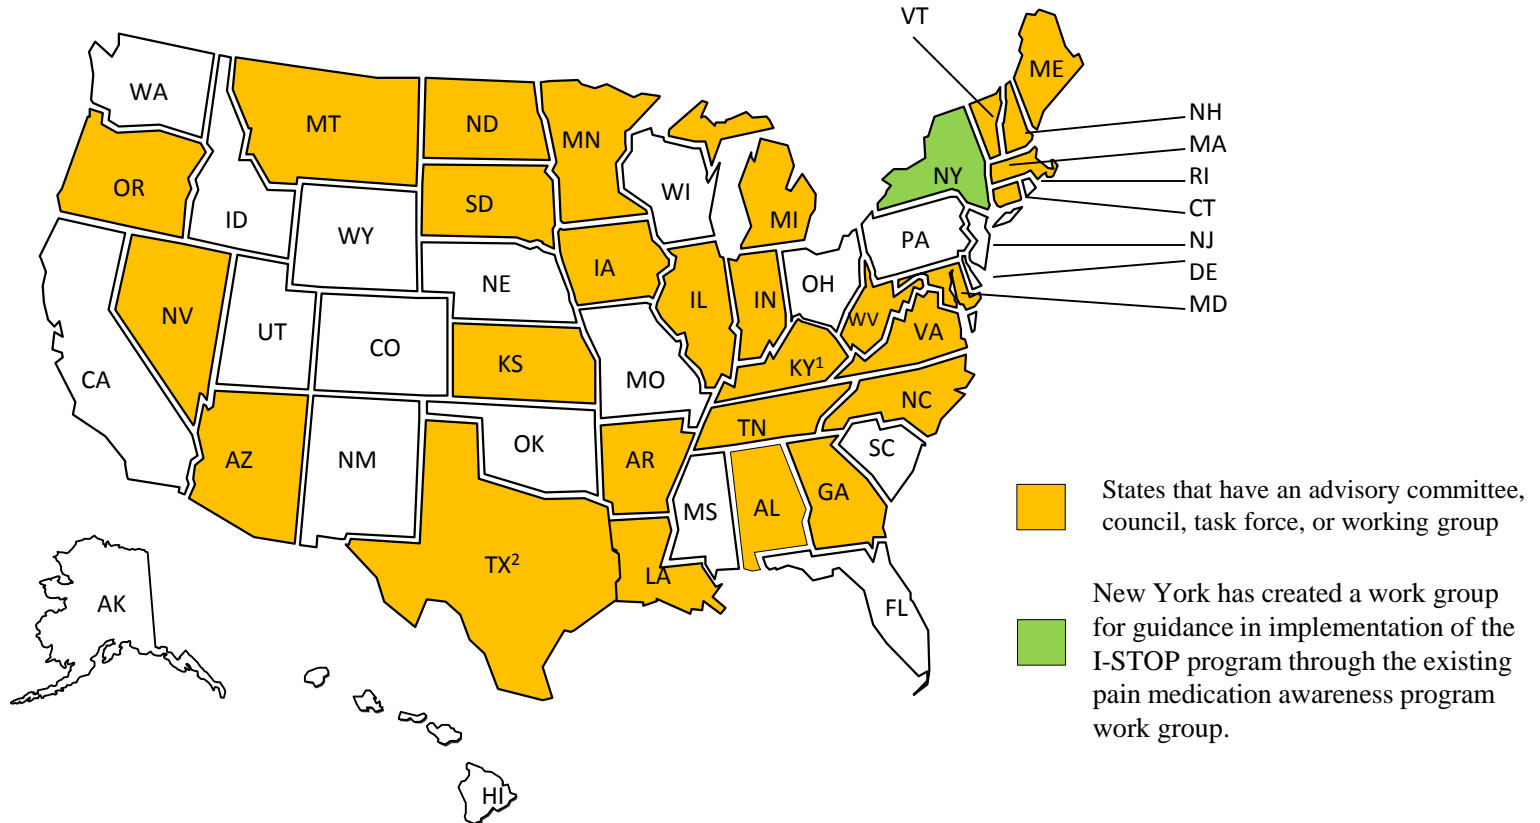 VT
ME
WA
MT
ND
MN
NH
MA
OR
ID
WY
SD
WI
MI
NY
RI
CT
PA
NJ
DE
MD
NV
UT
CO
NE
IA
IL
IN
OH
WV
VA
CA
KS
MO
KY¹
NC
AZ
NM
OK
AR
TN
SC
MS
AL
GA
TX²
LA
FL
AK
HI
States that have an advisory committee,
council, task force, or working group
New York has created a work group
for guidance in implementation of the
I-STOP program through the existing
pain medication awareness program
work group.